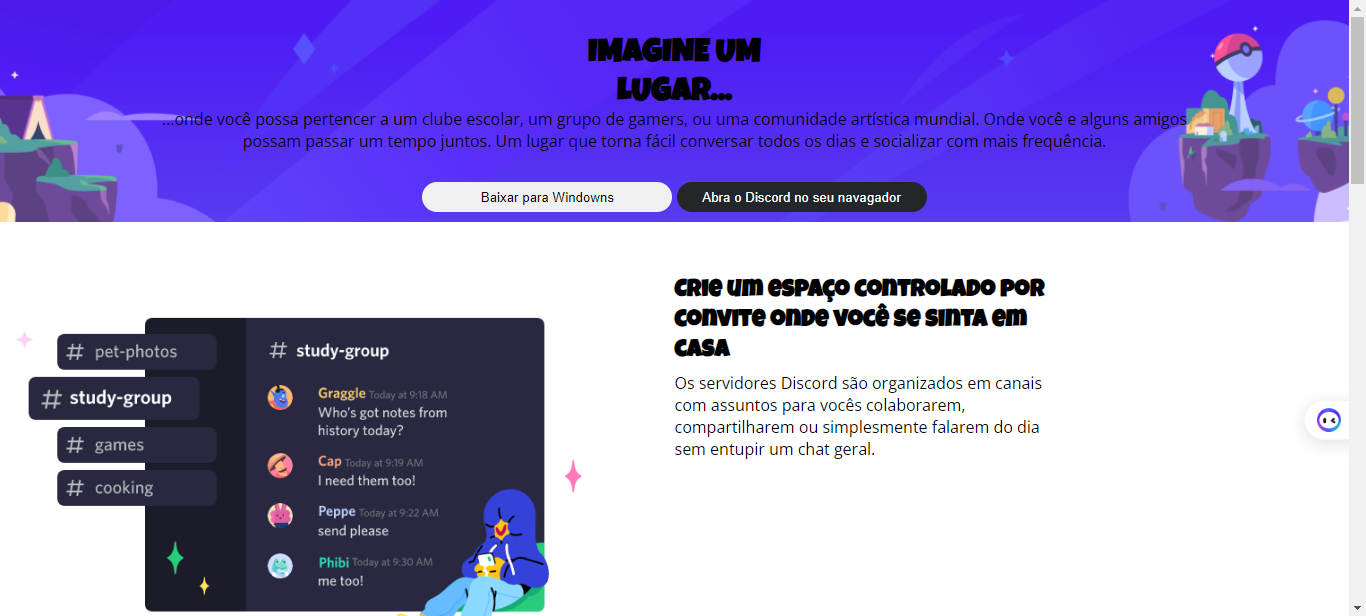 IMAGINE UM
LUGAR...
...onde você possa pertencer a um clube escolar, um grupo de gamers, ou uma comunidade artística mundial. Onde você e alguns amigos
possam passar um tempo juntos. Um lugar que torna fácil conversar todos os dias e socializar com mais frequência.
Baixar para Windowns
Abra o Discord no seu navagador
Crie um espaço controlado por
convite onde você se sinta em
casa
Os servidores Discord são organizados em canais
com assuntos para vocês colaborarem,
compartilharem ou simplesmente falarem do dia
sem entupir um chat geral.
# pet-photos
# study-group
# games
# cooking
# study-group
Graggle Today at 9:18 AM
Who's got notes from
history today?
Cap Today at 9:19 AM
I need them too!
Peppe Today at 9:22 AM
send please
Phibi Today at 9:30 AM
me too!